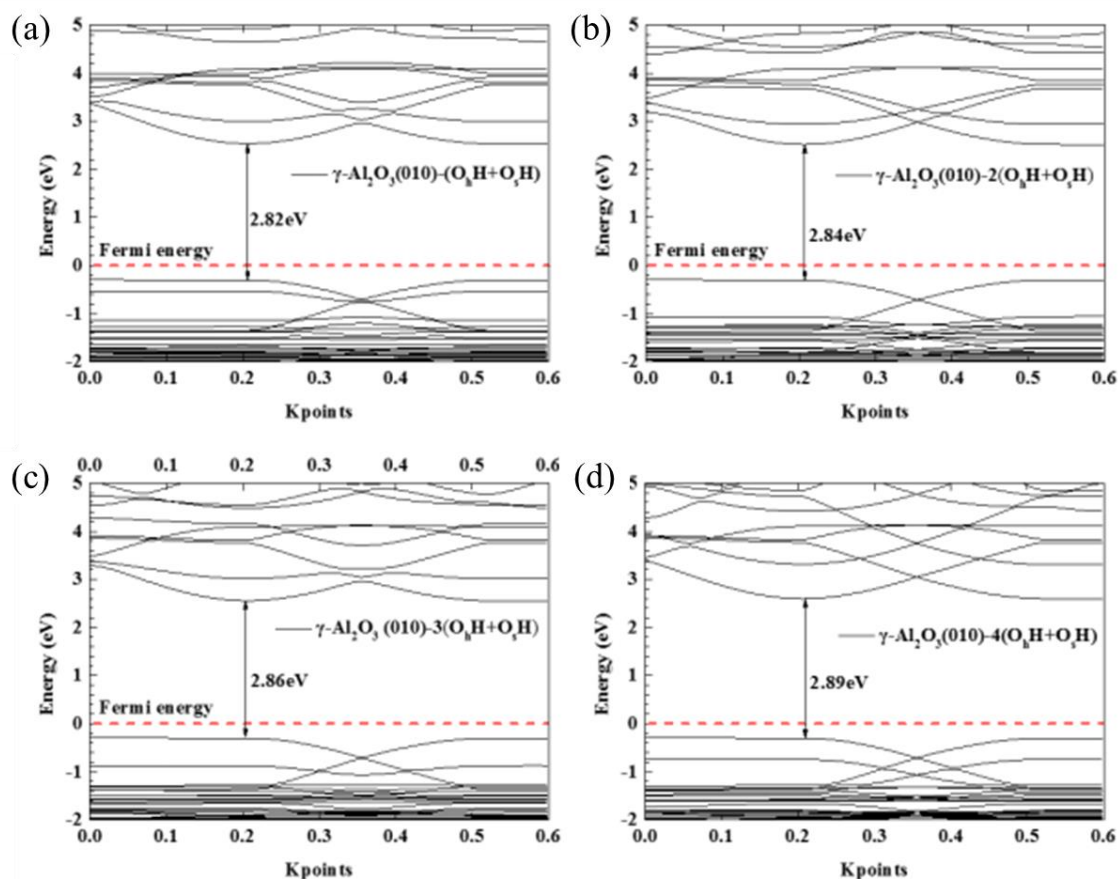 (a)
5
4
3
2
1
0
-1
-2
Energy (eV)
γ-Al₂O₃(010)-(OₕH+OₛH)
2.82eV
Fermi energy
0.0 0.1 0.2 0.3 0.4 0.5 0.6
Kpoints
(b)
5
4
3
2
1
0
-1
-2
Energy (eV)
γ-Al₂O₃(010)-2(OₕH+OₛH)
2.84eV
Fermi energy
0.0 0.1 0.2 0.3 0.4 0.5 0.6
Kpoints
(c)
0.0 0.1 0.2 0.3 0.4 0.5 0.6
5
4
3
2
1
0
-1
-2
Energy (eV)
γ-Al₂O₃ (010)-3(OₕH+OₛH)
2.86eV
Fermi energy
0.0 0.1 0.2 0.3 0.4 0.5 0.6
Kpoints
(d)
5
4
3
2
1
0
-1
-2
Energy (eV)
γ-Al₂O₃(010)-4(OₕH+OₛH)
2.89eV
0.0 0.1 0.2 0.3 0.4 0.5 0.6
Kpoints